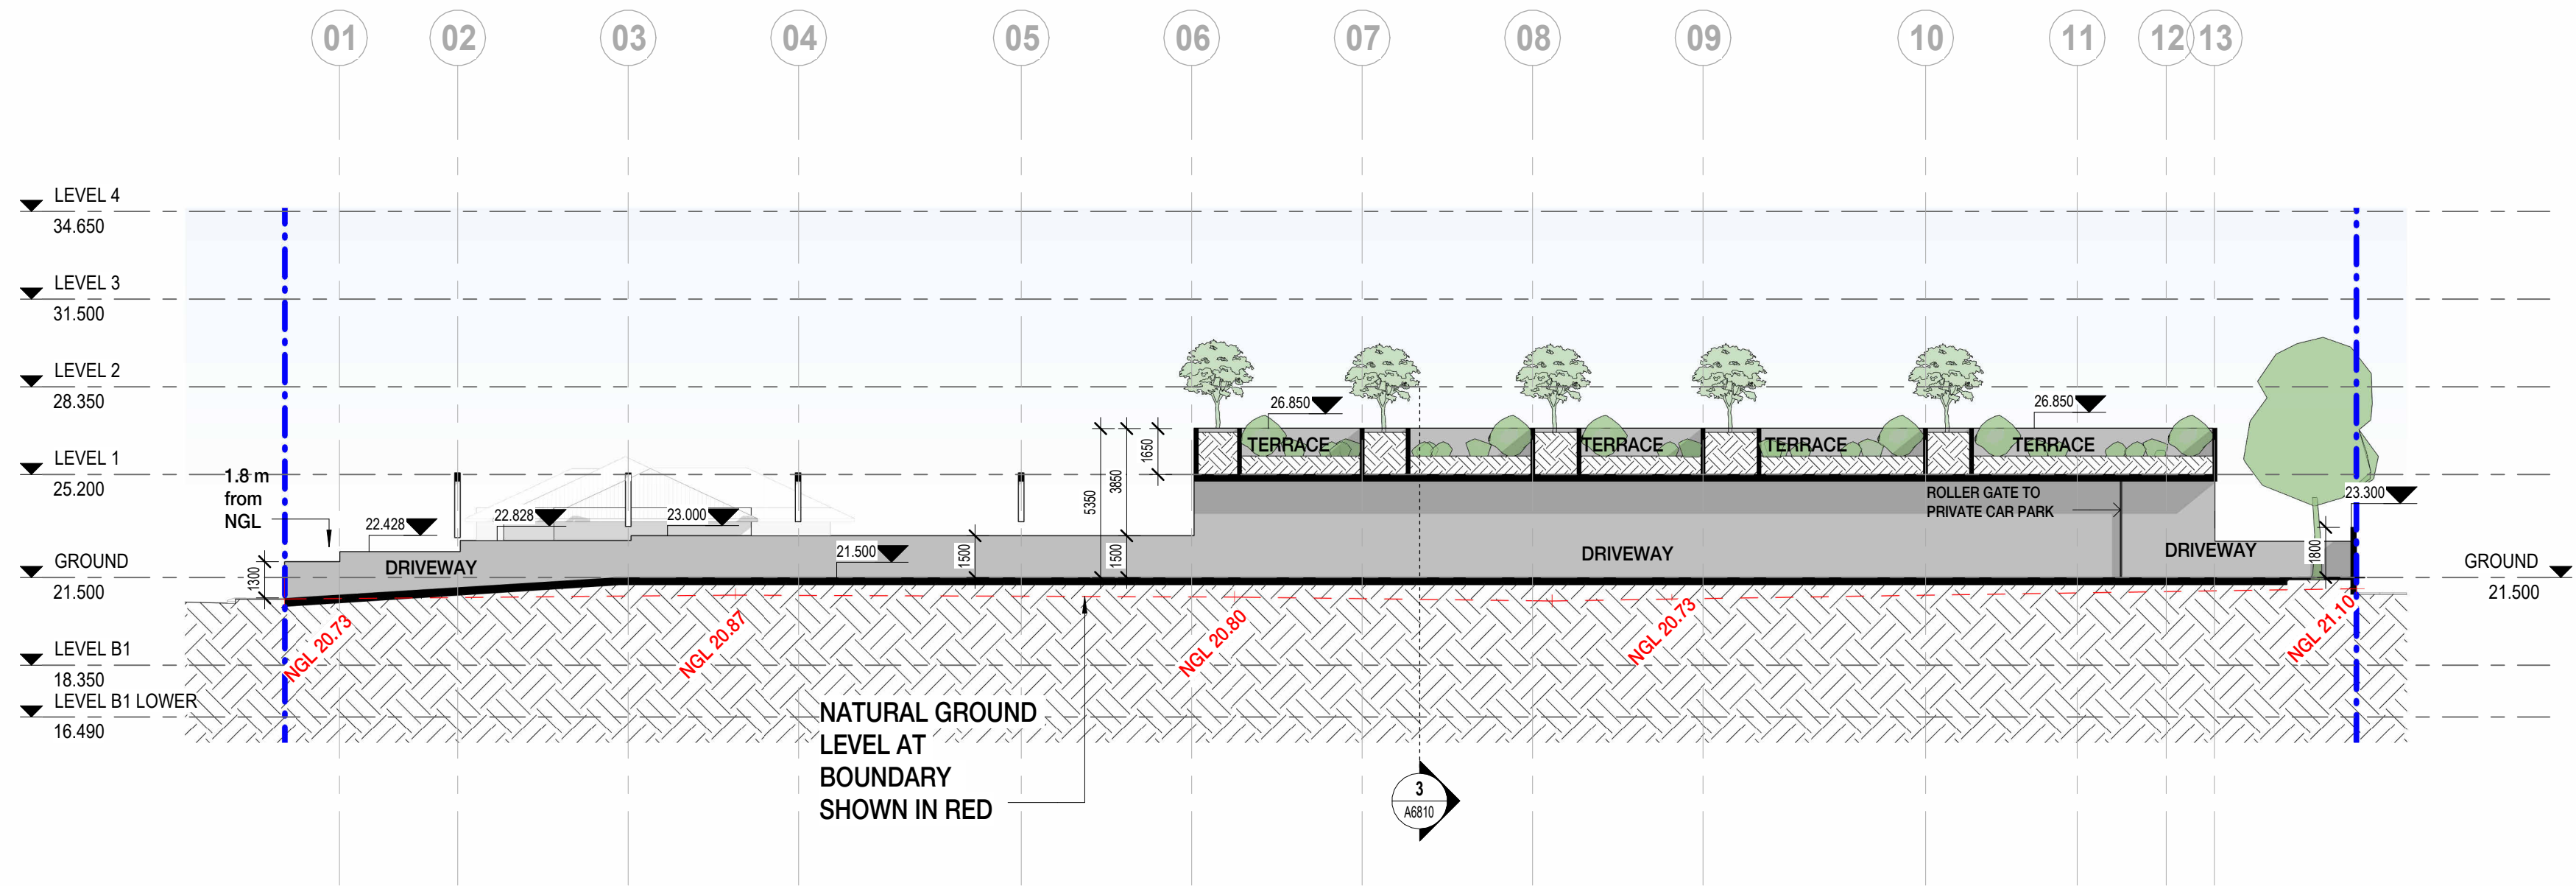 01
02
03
04
05
06
07
08
09
10
11
12
13
LEVEL 4
34.650
LEVEL 3
31.500
LEVEL 2
28.350
26.850
26.850
LEVEL 1
25.200
1650
3850
5350
TERRACE
TERRACE
TERRACE
TERRACE
1.8 m
from
NGL
22.428
22.828
23.000
21.500
ROLLER GATE TO
PRIVATE CAR PARK
23.300
GROUND
21.500
1300
DRIVEWAY
1500
1500
DRIVEWAY
DRIVEWAY
1800
GROUND
21.500
NGL 20.73
NGL 20.87
NGL 20.80
NGL 20.73
NGL 21.10
LEVEL B1
18.350
LEVEL B1 LOWER
16.490
NATURAL GROUND
LEVEL AT
BOUNDARY
SHOWN IN RED
3
A6810